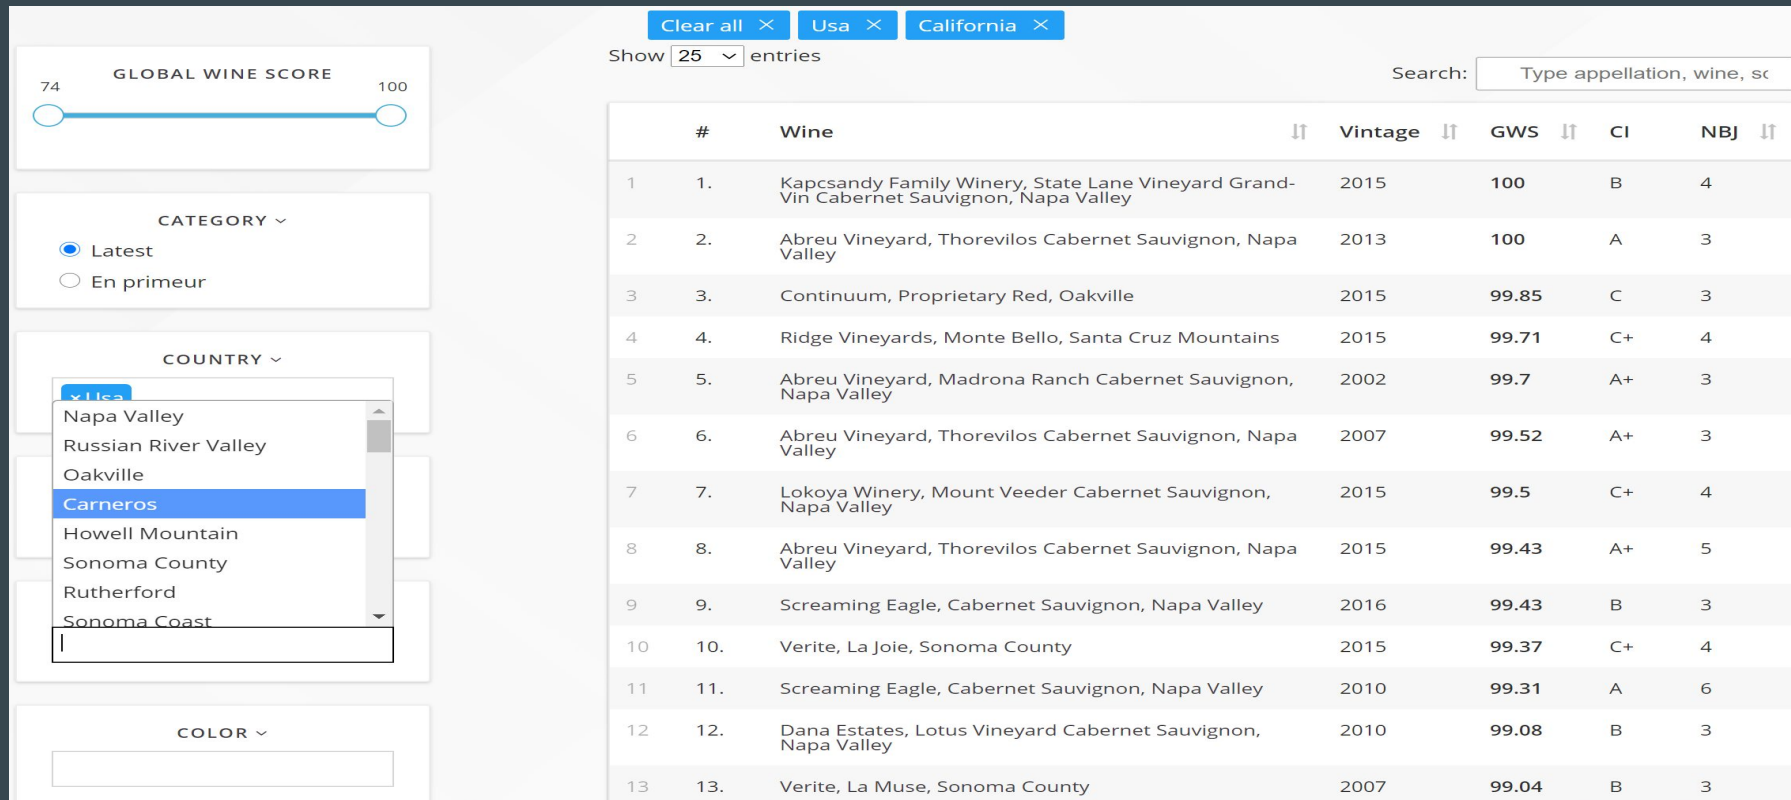 Clear all × Usa × California ×
Show 25 entries
Search: Type appellation, wine, sc
GLOBAL WINE SCORE
74 100
CATEGORY
Latest
En primeur
COUNTRY
× Usa
Napa Valley
Russian River Valley
Oakville
Carneros
Howell Mountain
Sonoma County
Rutherford
Sonoma Coast
COLOR
# Wine Vintage GWS CI NBJ
1 1. Kapcsandy Family Winery, State Lane Vineyard Grand- 2015 100 B 4
Vin Cabernet Sauvignon, Napa Valley
2 2. Abreu Vineyard, Thorevilos Cabernet Sauvignon, Napa 2013 100 A 3
Valley
3 3. Continuum, Proprietary Red, Oakville 2015 99.85 C 3
4 4. Ridge Vineyards, Monte Bello, Santa Cruz Mountains 2015 99.71 C+ 4
5 5. Abreu Vineyard, Madrona Ranch Cabernet Sauvignon, 2002 99.7 A+ 3
Napa Valley
6 6. Abreu Vineyard, Thorevilos Cabernet Sauvignon, Napa 2007 99.52 A+ 3
Valley
7 7. Lokoya Winery, Mount Veeder Cabernet Sauvignon, 2015 99.5 C+ 4
Napa Valley
8 8. Abreu Vineyard, Thorevilos Cabernet Sauvignon, Napa 2015 99.43 A+ 5
Valley
9 9. Screaming Eagle, Cabernet Sauvignon, Napa Valley 2016 99.43 B 3
10 10. Verite, La Joie, Sonoma County 2015 99.37 C+ 4
11 11. Screaming Eagle, Cabernet Sauvignon, Napa Valley 2010 99.31 A 6
12 12. Dana Estates, Lotus Vineyard Cabernet Sauvignon, 2010 99.08 B 3
Napa Valley
13 13. Verite, La Muse, Sonoma County 2007 99.04 B 3